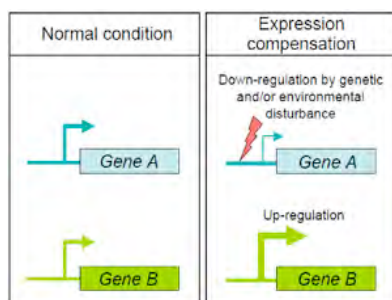 Normal condition
Gene A
Gene B
Expression
compensation
Down-regulation by genetic
and/or environmental
disturbance
Gene A
Up-regulation
Gene B